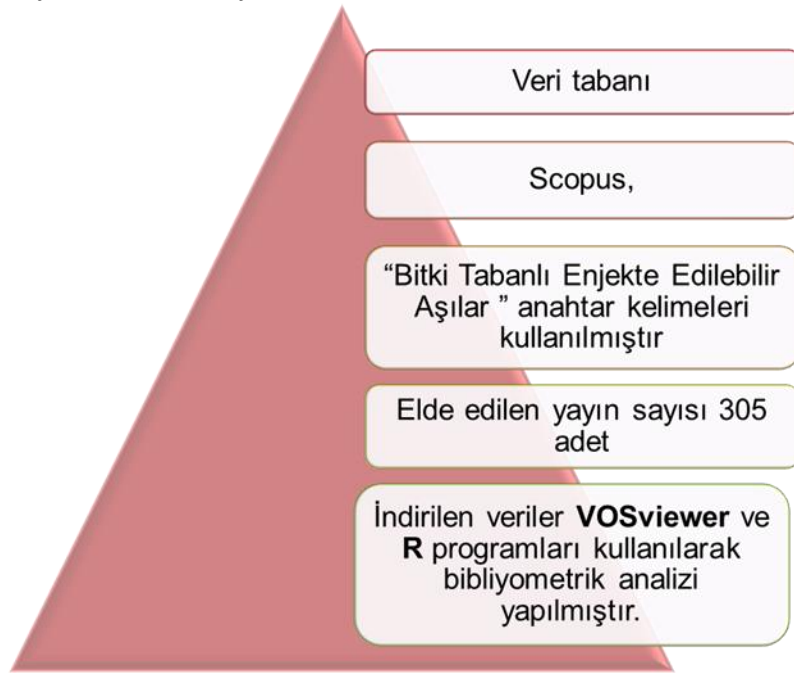 Veri tabanı
Scopus,
“Bitki Tabanlı Enjekte Edilebilir
Aşılar ” anahtar kelimeleri
kullanılmıştır
Elde edilen yayın sayısı 305
adet
İndirilen veriler VOSviewer ve
R programları kullanılarak
bibliyometrik analizi
yapılmıştır.